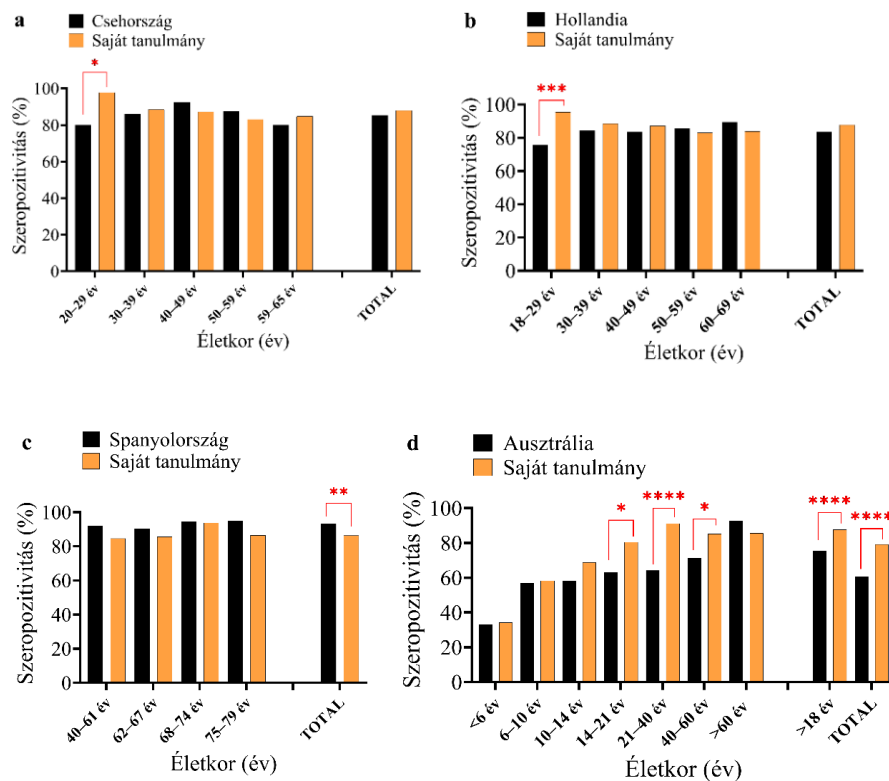 a
Csehország
Saját tanulmány
*
Szeropozitivitás (%)
100
80
60
40
20
0
20–29 év
30–39 év
40–49 év
50–59 év
59–65 év
TOTAL
Életkor (év)
b
Hollandia
Saját tanulmány
***
Szeropozitivitás (%)
100
80
60
40
20
0
18–29 év
30–39 év
40–49 év
50–59 év
60–69 év
TOTAL
Életkor (év)
c
Spanyolország
Saját tanulmány
**
Szeropozitivitás (%)
100
80
60
40
20
0
40–61 év
62–67 év
68–74 év
75–79 év
TOTAL
Életkor (év)
d
Ausztrália
Saját tanulmány
*
****
*
****
****
Szeropozitivitás (%)
100
80
60
40
20
0
<6 év
6–10 év
10–14 év
14–21 év
21–40 év
40–60 év
>60 év
>18 év
TOTAL
Életkor (év)